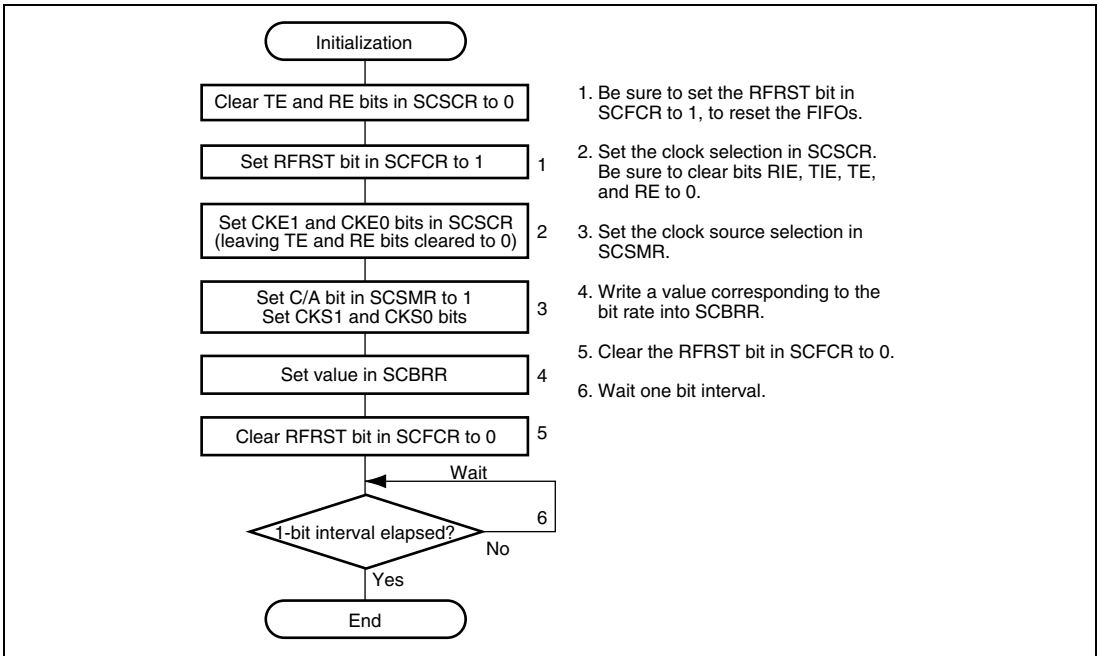 Initialization
Clear TE and RE bits in SCSCR to 0
Set RFRST bit in SCFCR to 1
1
Set CKE1 and CKE0 bits in SCSCR
(leaving TE and RE bits cleared to 0)
2
Set C/A bit in SCSMR to 1
Set CKS1 and CKS0 bits
3
Set value in SCBRR
4
Clear RFRST bit in SCFCR to 0
5
Wait
1-bit interval elapsed?
6
No
Yes
End
1. Be sure to set the RFRST bit in
SCFCR to 1, to reset the FIFOs.
2. Set the clock selection in SCSCR.
Be sure to clear bits RIE, TIE, TE,
and RE to 0.
3. Set the clock source selection in
SCSMR.
4. Write a value corresponding to the
bit rate into SCBRR.
5. Clear the RFRST bit in SCFCR to 0.
6. Wait one bit interval.